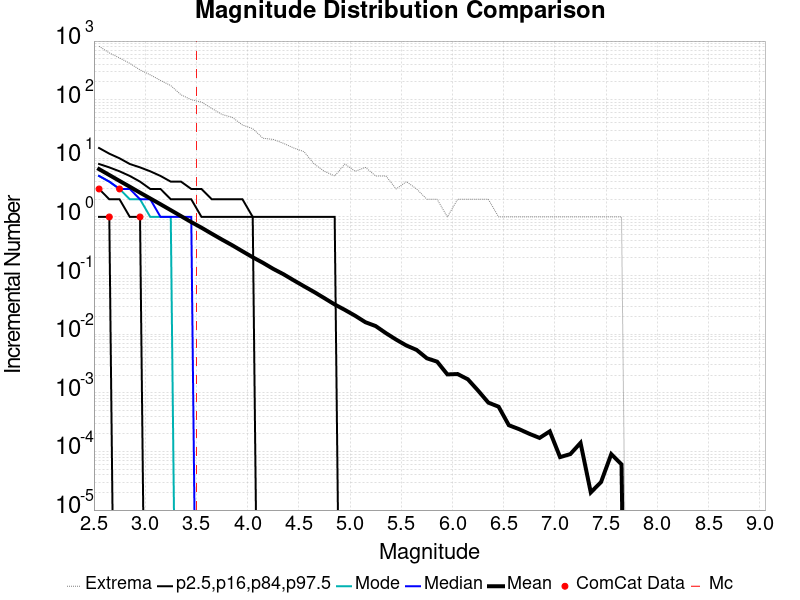 Magnitude Distribution Comparison
10^3
10^2
10^1
10^0
10^-1
10^-2
10^-3
10^-4
10^-5
Incremental Number
2.5 3.0 3.5 4.0 4.5 5.0 5.5 6.0 6.5 7.0 7.5 8.0 8.5 9.0
Magnitude
Extrema p2.5,p16,p84,p97.5 Mode Median Mean ComCat Data Mc